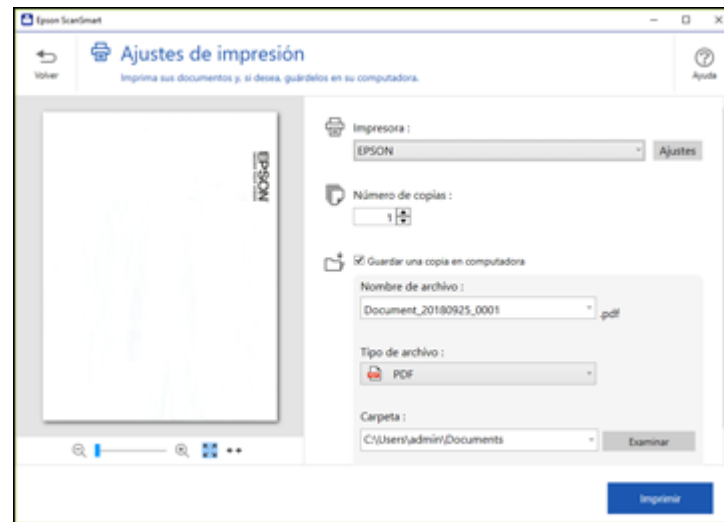 Epson ScanSmart
Volver
Ajustes de impresión
Imprima sus documentos y, si desea, guárdelos en su computadora.
Ayuda
EPSON
Impresora :
EPSON
Ajustes
Número de copias :
1
Guardar una copia en computadora
Nombre de archivo :
Document_20180925_0001
.pdf
Tipo de archivo :
PDF
Carpeta :
C:\Users\admin\Documents
Examinar
Imprimir